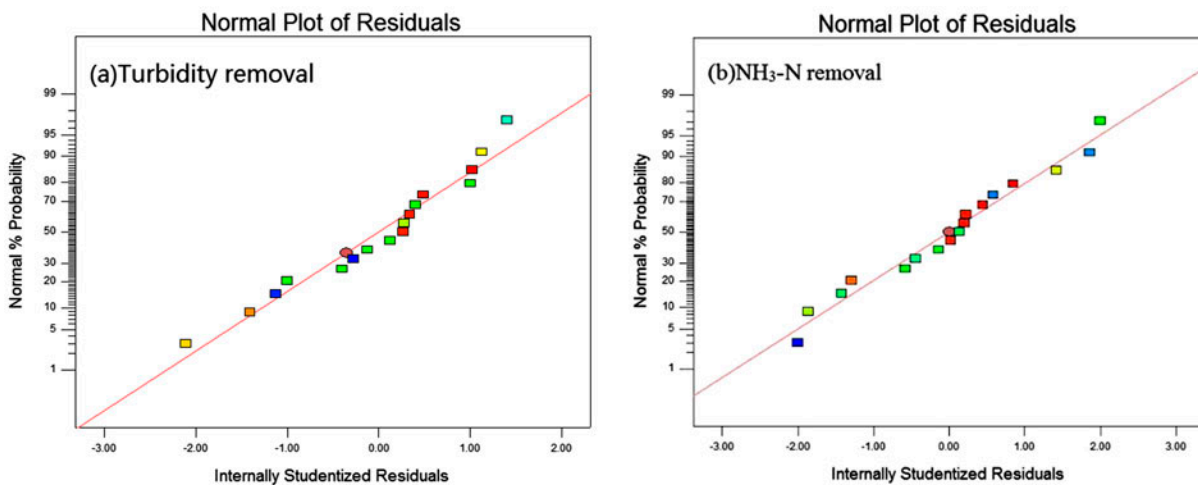 Normal Plot of Residuals
(a)Turbidity removal
Normal % Probability
99
95
90
80
70
50
30
20
10
5
1
-3.00 -2.00 -1.00 0.00 1.00 2.00
Internally Studentized Residuals
Normal Plot of Residuals
(b)NH₃-N removal
Normal % Probability
99
95
90
80
70
50
30
20
10
5
1
-3.00 -2.00 -1.00 0.00 1.00 2.00 3.00
Internally Studentized Residuals